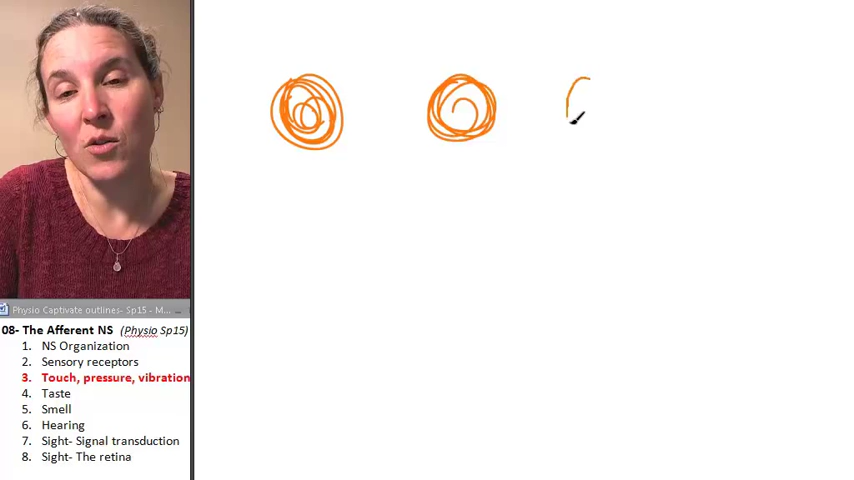 Physio Captivate outlines- Sp15 - M...
08- The Afferent NS (Physio Sp15)
1. NS Organization
2. Sensory receptors
3. Touch, pressure, vibration
4. Taste
5. Smell
6. Hearing
7. Sight- Signal transduction
8. Sight- The retina